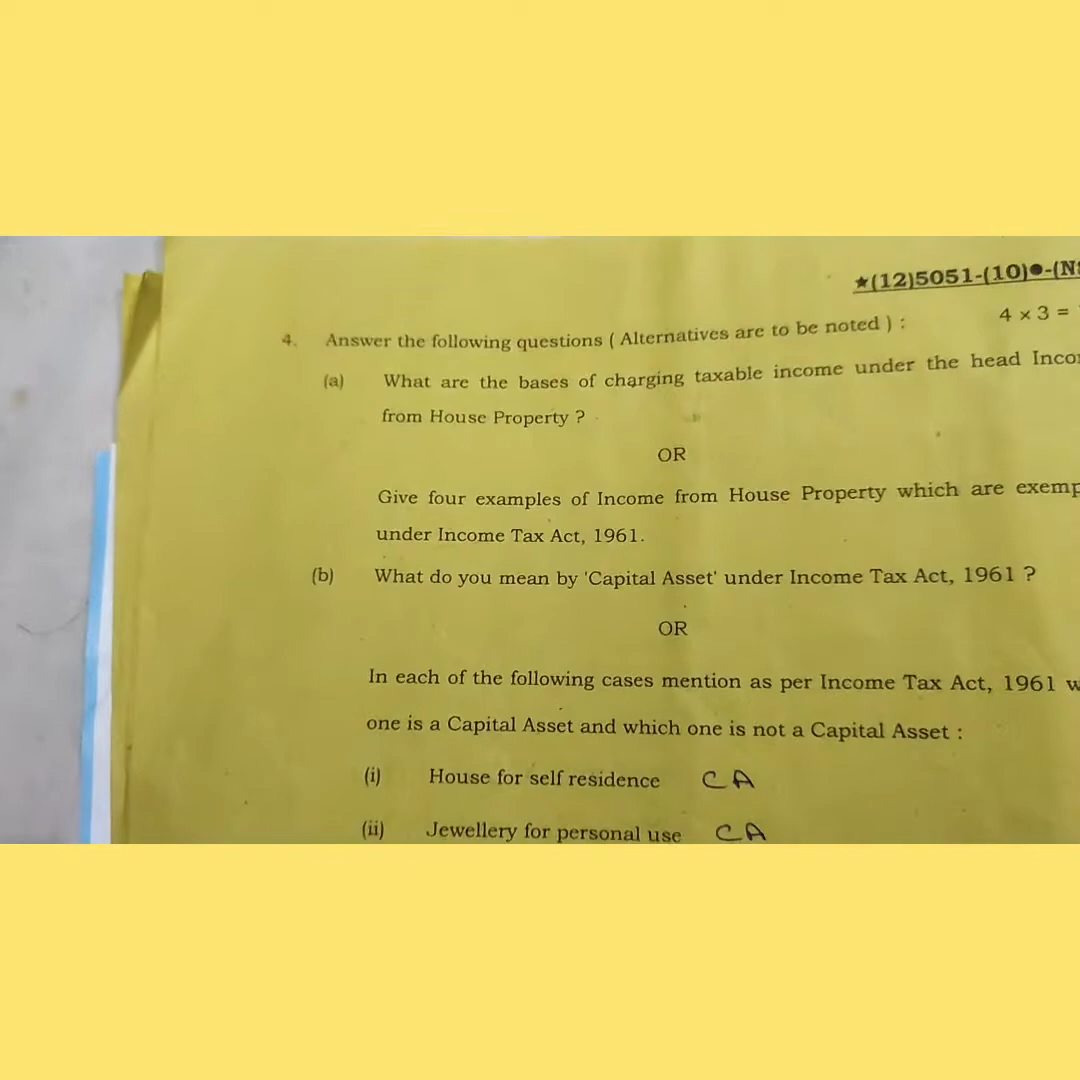 ★(12)5051-(10)●-(NS
4 × 3 =
4. Answer the following questions ( Alternatives are to be noted ) :
(a) What are the bases of charging taxable income under the head Inco
from House Property ?
OR
Give four examples of Income from House Property which are exemp
under Income Tax Act, 1961.
(b) What do you mean by 'Capital Asset' under Income Tax Act, 1961 ?
OR
In each of the following cases mention as per Income Tax Act, 1961 w
one is a Capital Asset and which one is not a Capital Asset :
(i) House for self residence CA
(ii) Jewellery for personal use CA